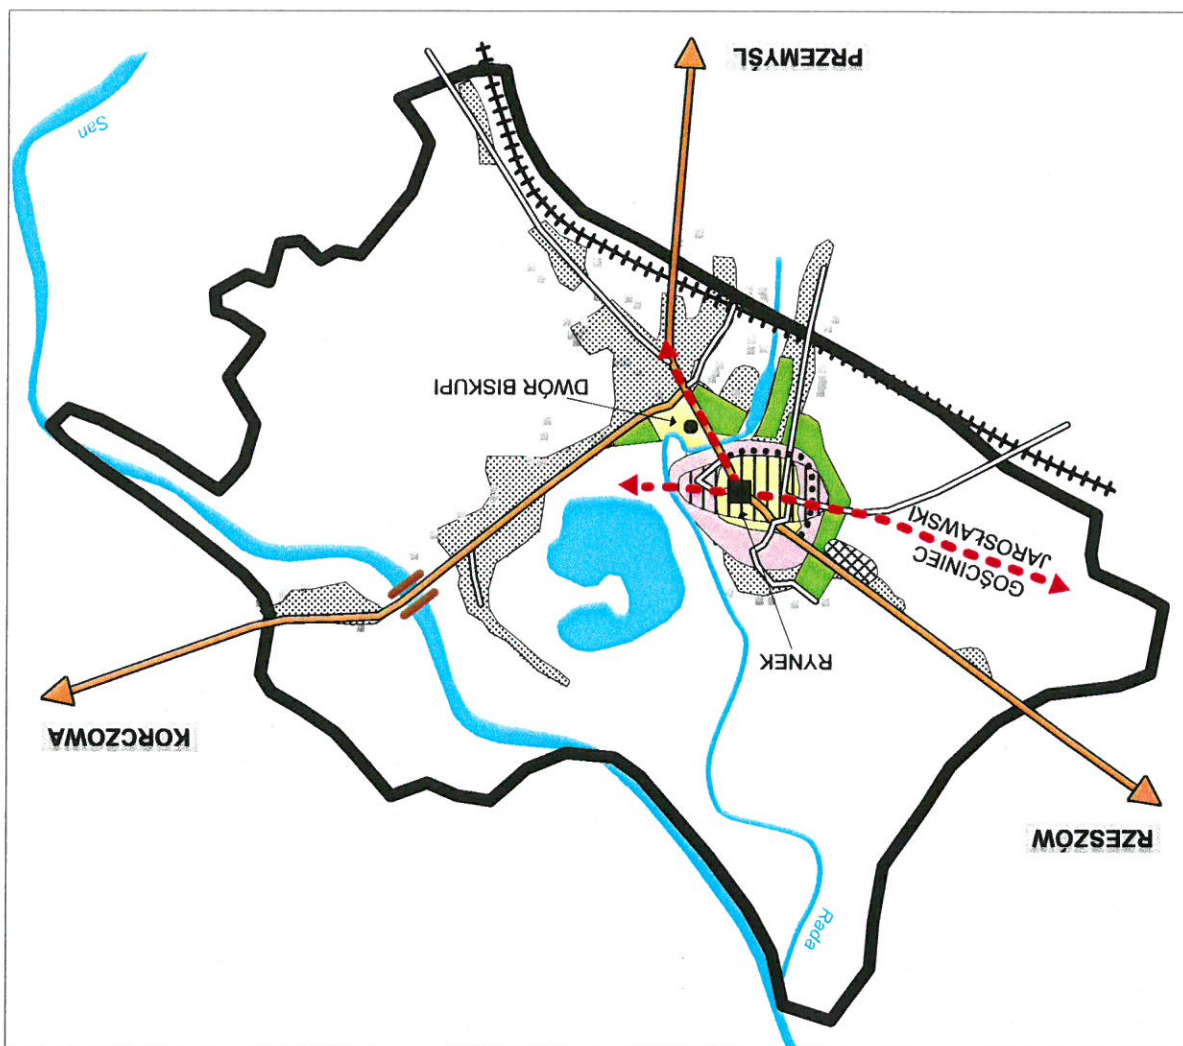 RZESZÓW
Rada
KORCZOWA
RYNEK
GOŚCINIEC
JAROSŁAWSKI
DWÓR BISKUPI
San
PRZEMYŚL